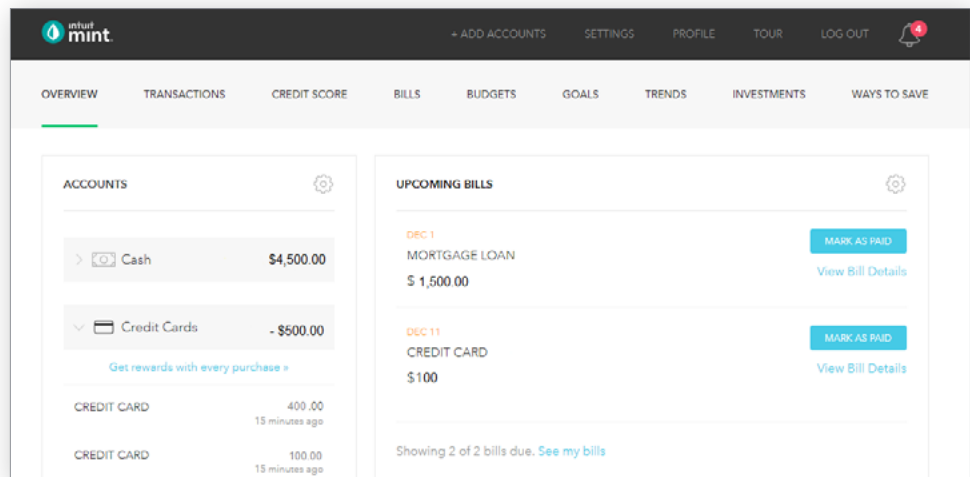 intuit
mint.
+ ADD ACCOUNTS SETTINGS PROFILE TOUR LOG OUT 4
OVERVIEW TRANSACTIONS CREDIT SCORE BILLS BUDGETS GOALS TRENDS INVESTMENTS WAYS TO SAVE
ACCOUNTS
Cash $4,500.00
Credit Cards - $500.00
Get rewards with every purchase »
CREDIT CARD 400 .00
15 minutes ago
CREDIT CARD 100.00
15 minutes ago
UPCOMING BILLS
DEC 1
MORTGAGE LOAN
$ 1,500.00
MARK AS PAID
View Bill Details
DEC 11
CREDIT CARD
$100
MARK AS PAID
View Bill Details
Showing 2 of 2 bills due. See my bills